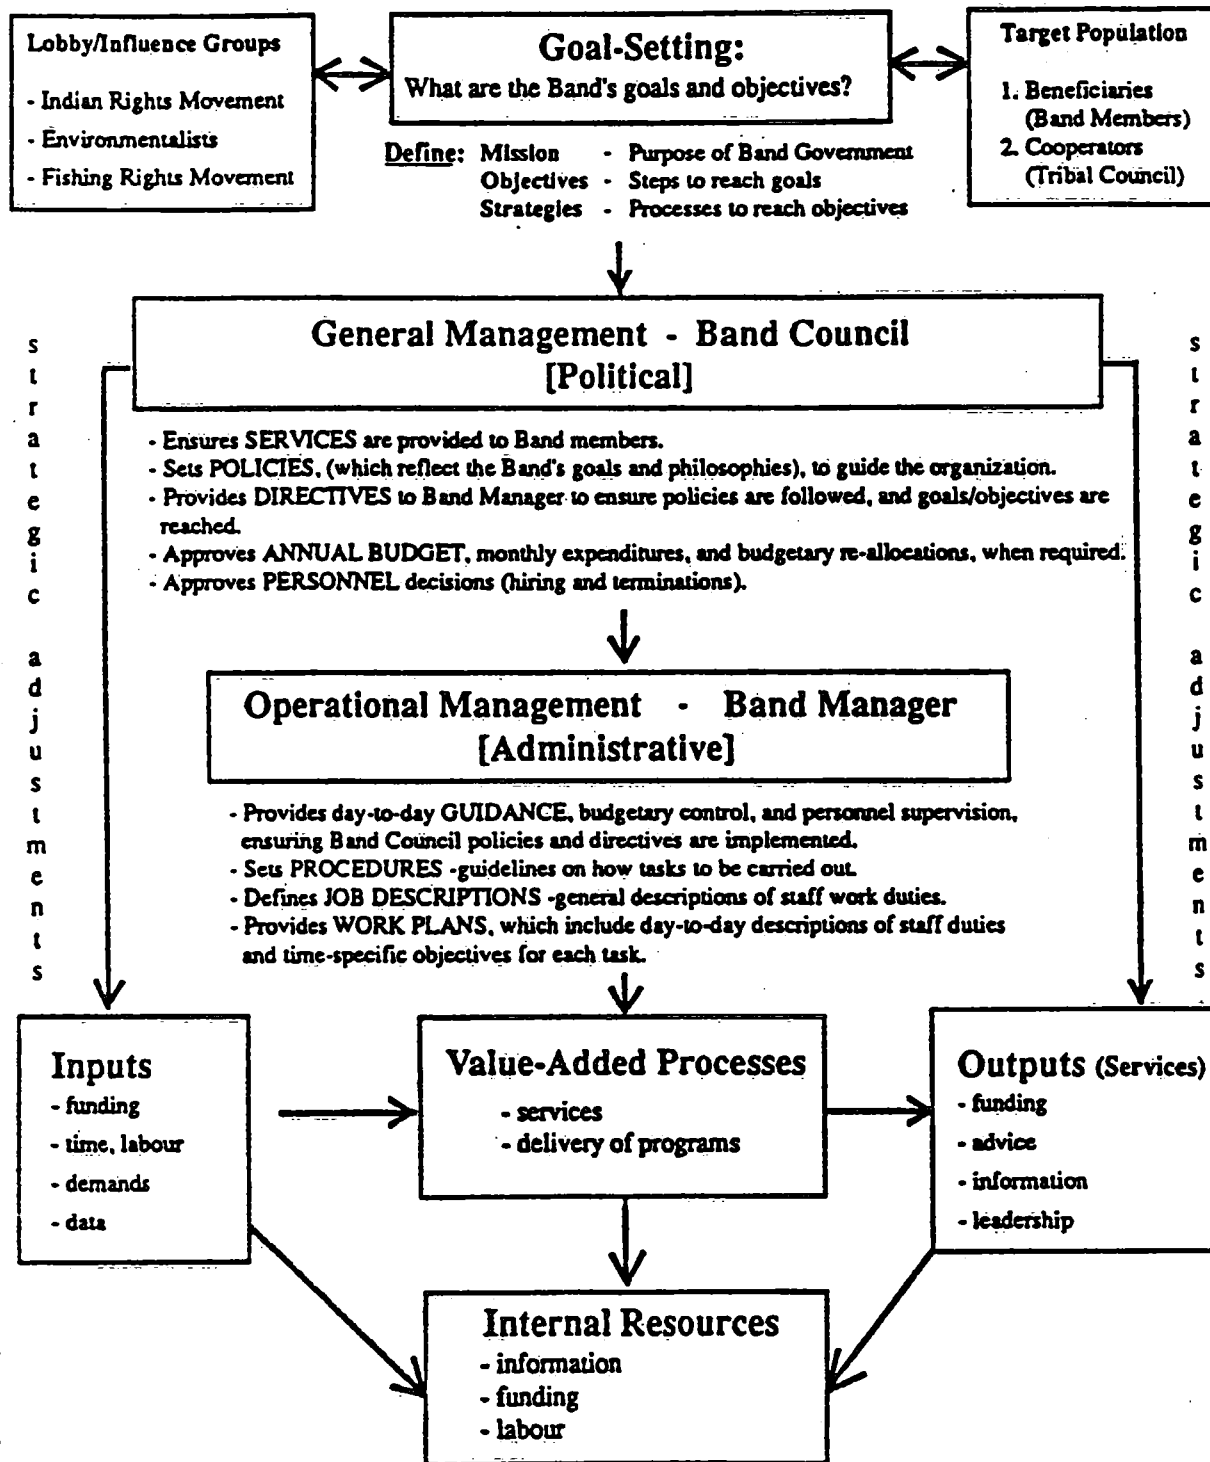 Lobby/Influence Groups
- Indian Rights Movement
- Environmentalists
- Fishing Rights Movement
Goal-Setting:
What are the Band's goals and objectives?
Target Population
1. Beneficiaries
(Band Members)
2. Cooperators
(Tribal Council)
Define: Mission - Purpose of Band Government
Objectives - Steps to reach goals
Strategies - Processes to reach objectives
General Management - Band Council
[Political]
strategic adjustments
- Ensures SERVICES are provided to Band members.
- Sets POLICIES, (which reflect the Band's goals and philosophies), to guide the organization.
- Provides DIRECTIVES to Band Manager to ensure policies are followed, and goals/objectives are
reached.
- Approves ANNUAL BUDGET, monthly expenditures, and budgetary re-allocations, when required.
- Approves PERSONNEL decisions (hiring and terminations).
strategic adjustments
Operational Management - Band Manager
[Administrative]
- Provides day-to-day GUIDANCE, budgetary control, and personnel supervision,
ensuring Band Council policies and directives are implemented.
- Sets PROCEDURES -guidelines on how tasks to be carried out.
- Defines JOB DESCRIPTIONS -general descriptions of staff work duties.
- Provides WORK PLANS, which include day-to-day descriptions of staff duties
and time-specific objectives for each task.
Inputs
- funding
- time, labour
- demands
- data
Value-Added Processes
- services
- delivery of programs
Outputs (Services)
- funding
- advice
- information
- leadership
Internal Resources
- information
- funding
- labour